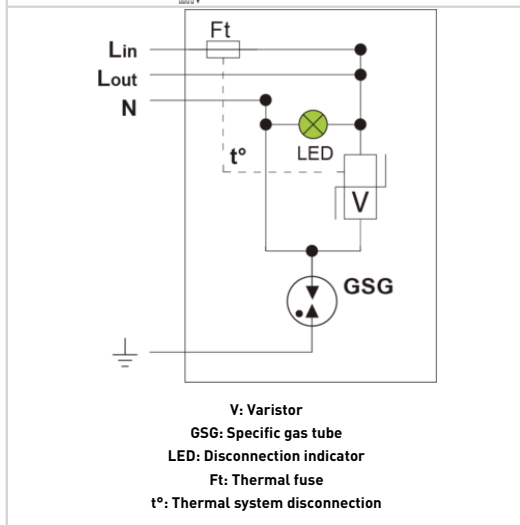 Ft
Lin
Lout
N
t°
LED
V
GSG
V: Varistor
GSG: Specific gas tube
LED: Disconnection indicator
Ft: Thermal fuse
t°: Thermal system disconnection